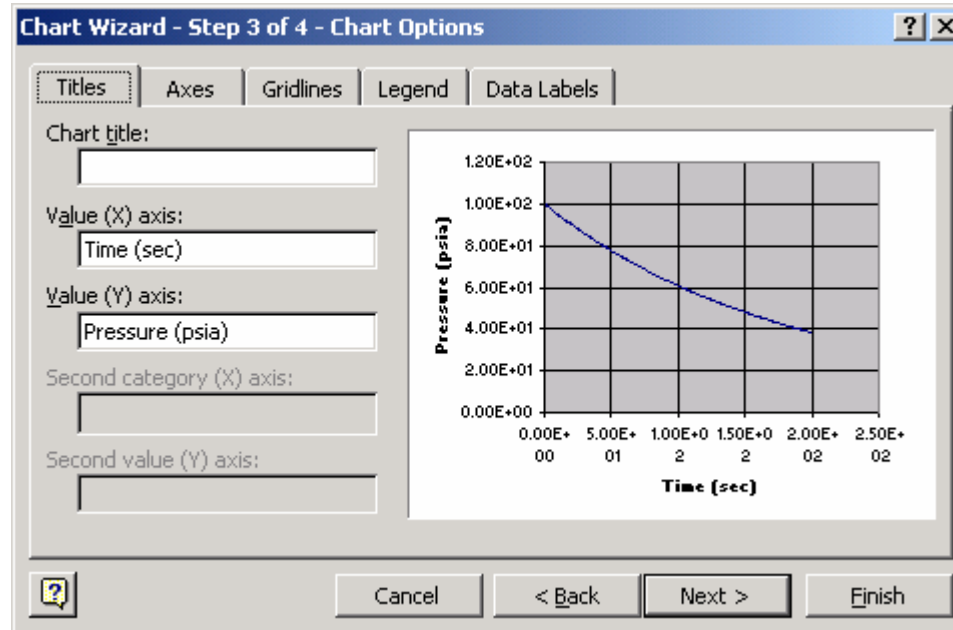 Chart Wizard - Step 3 of 4 - Chart Options
Titles Axes Gridlines Legend Data Labels
Chart title:
Value (X) axis:
Time (sec)
Value (Y) axis:
Pressure (psia)
Second category (X) axis:
Second value (Y) axis:
1.20E+02
1.00E+02
8.00E+01
6.00E+01
4.00E+01
2.00E+01
0.00E+00
Pressure (psia)
0.00E+ 5.00E+ 1.00E+0 1.50E+0 2.00E+ 2.50E+
00 01 2 2 02 02
Time (sec)
Cancel < Back Next > Finish